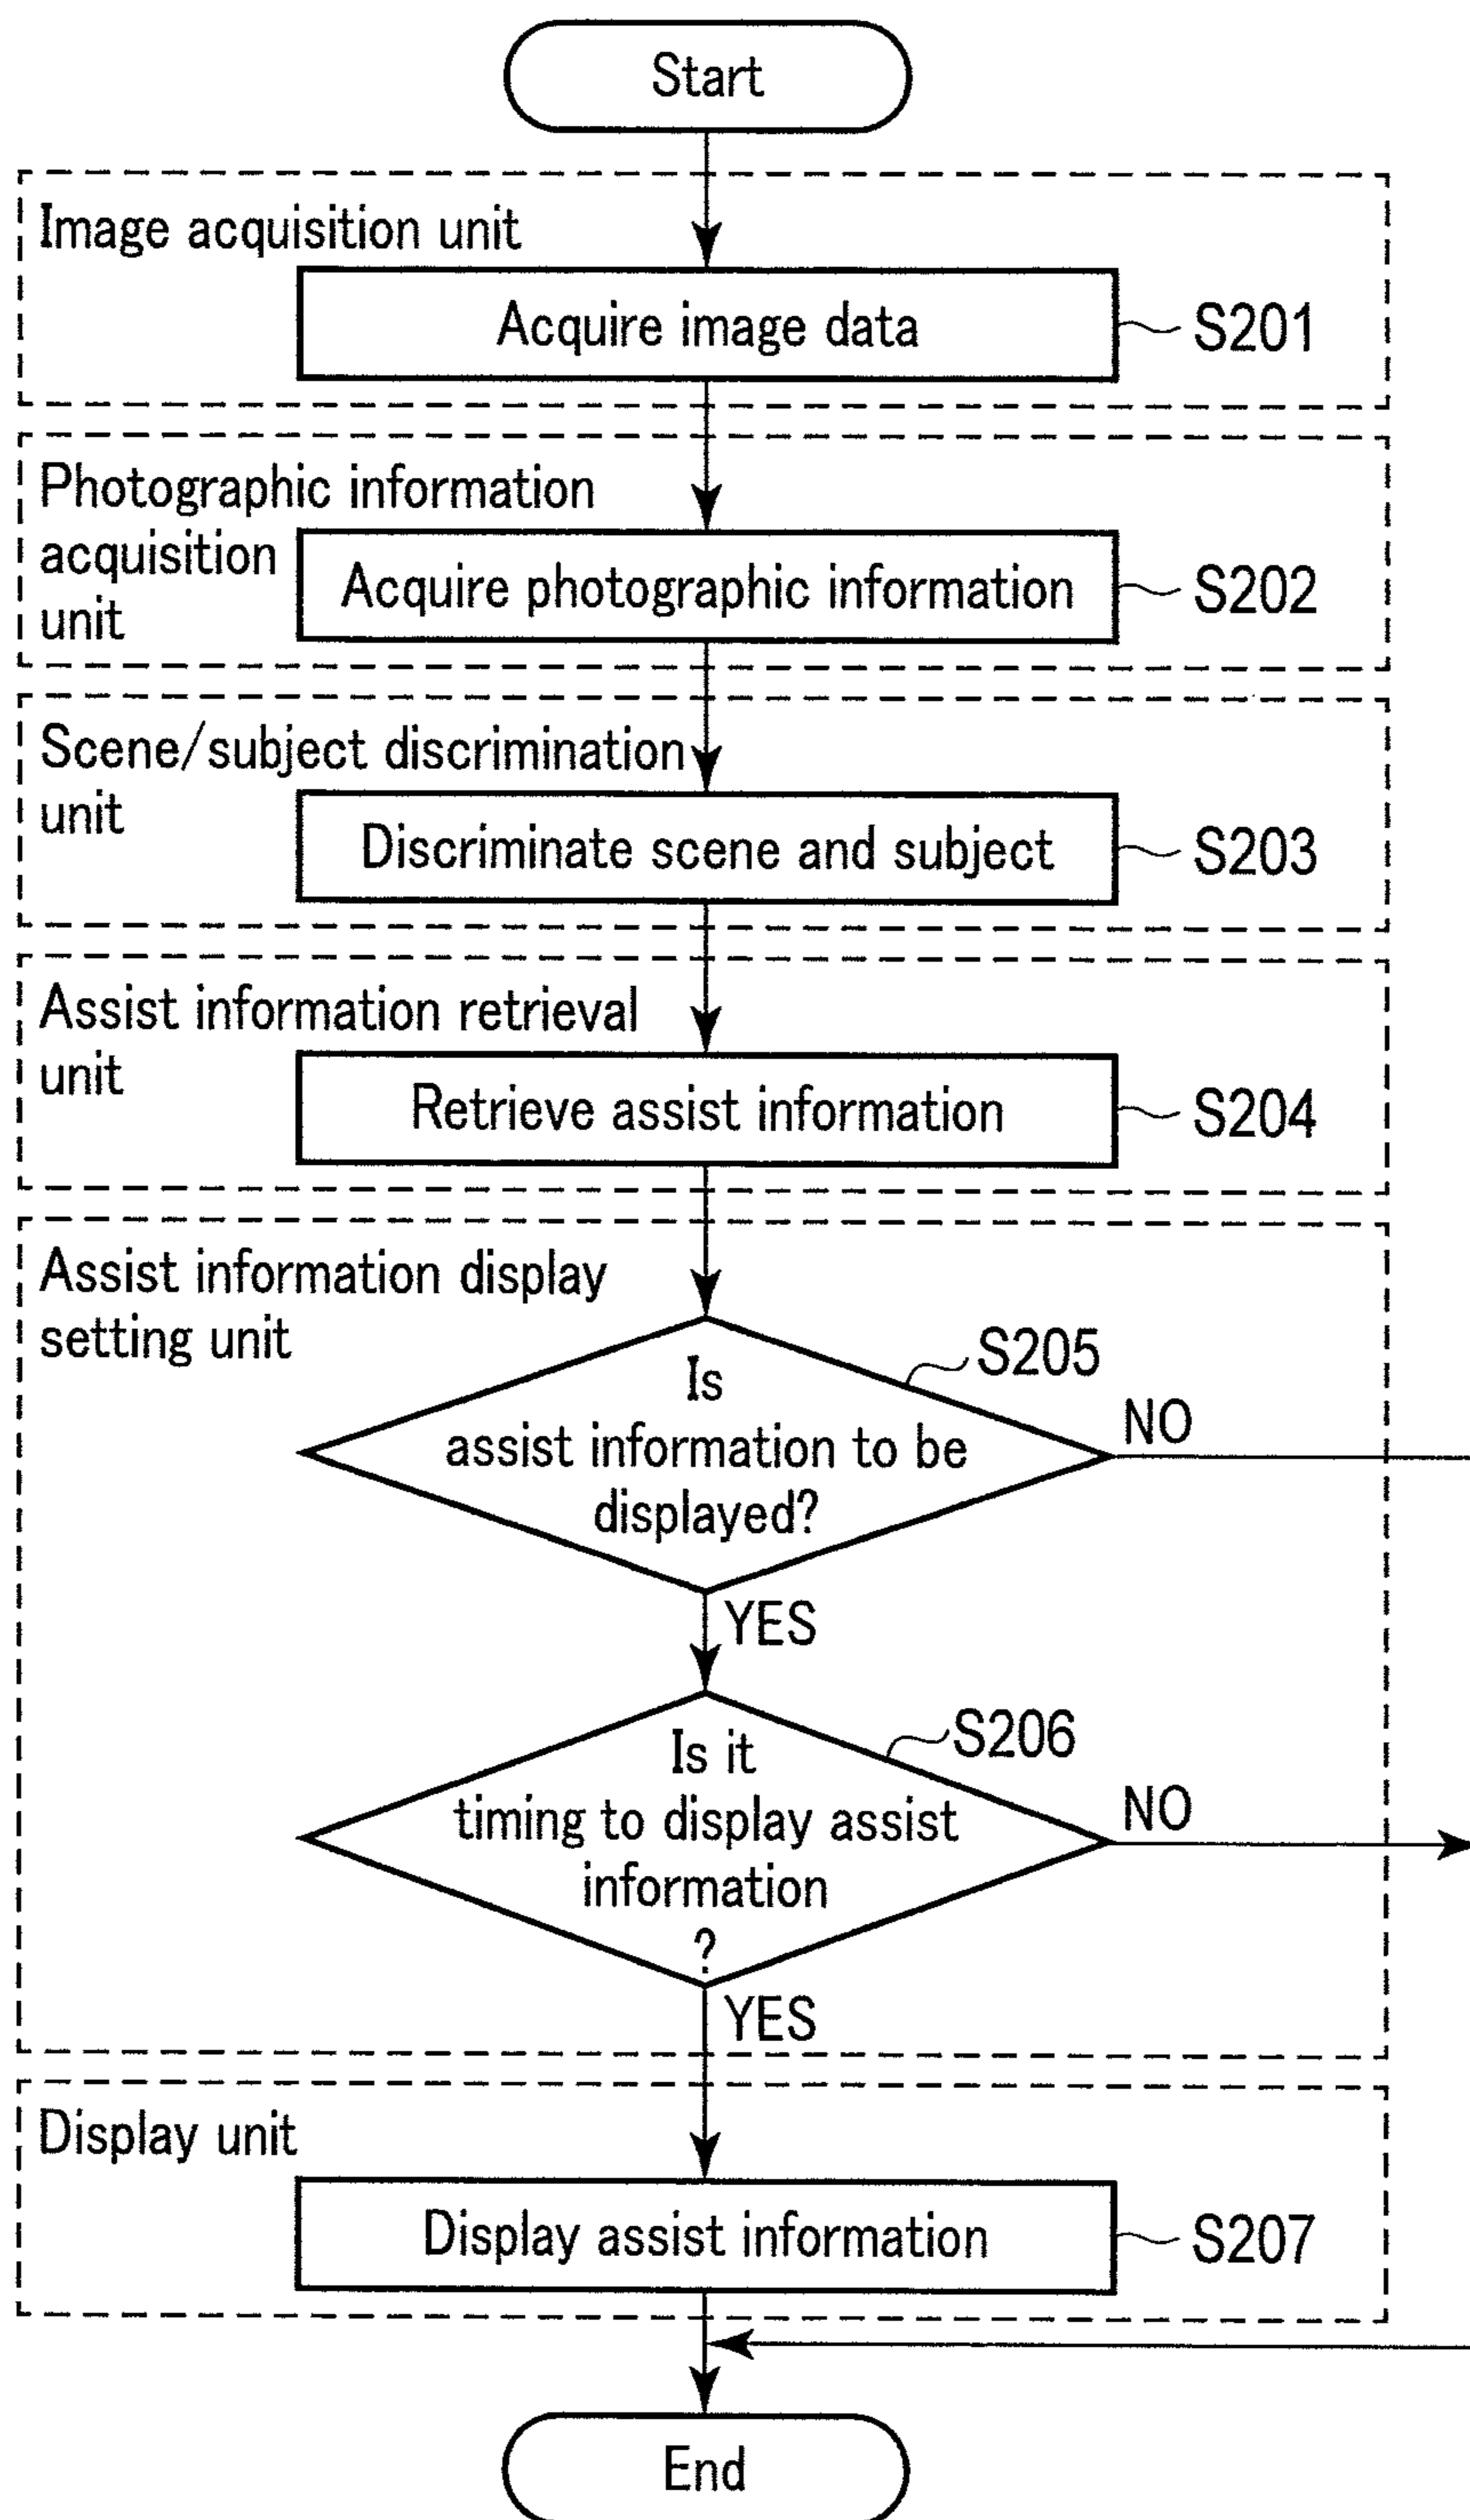 Start
Image acquisition unit
Acquire image data
S201
Photographic information
acquisition
unit
Acquire photographic information
S202
Scene/subject discrimination
unit
Discriminate scene and subject
S203
Assist information retrieval
unit
Retrieve assist information
S204
Assist information display
setting unit
S205
Is
assist information to be
displayed?
NO
YES
S206
Is it
timing to display assist
information
?
NO
YES
Display unit
Display assist information
S207
End